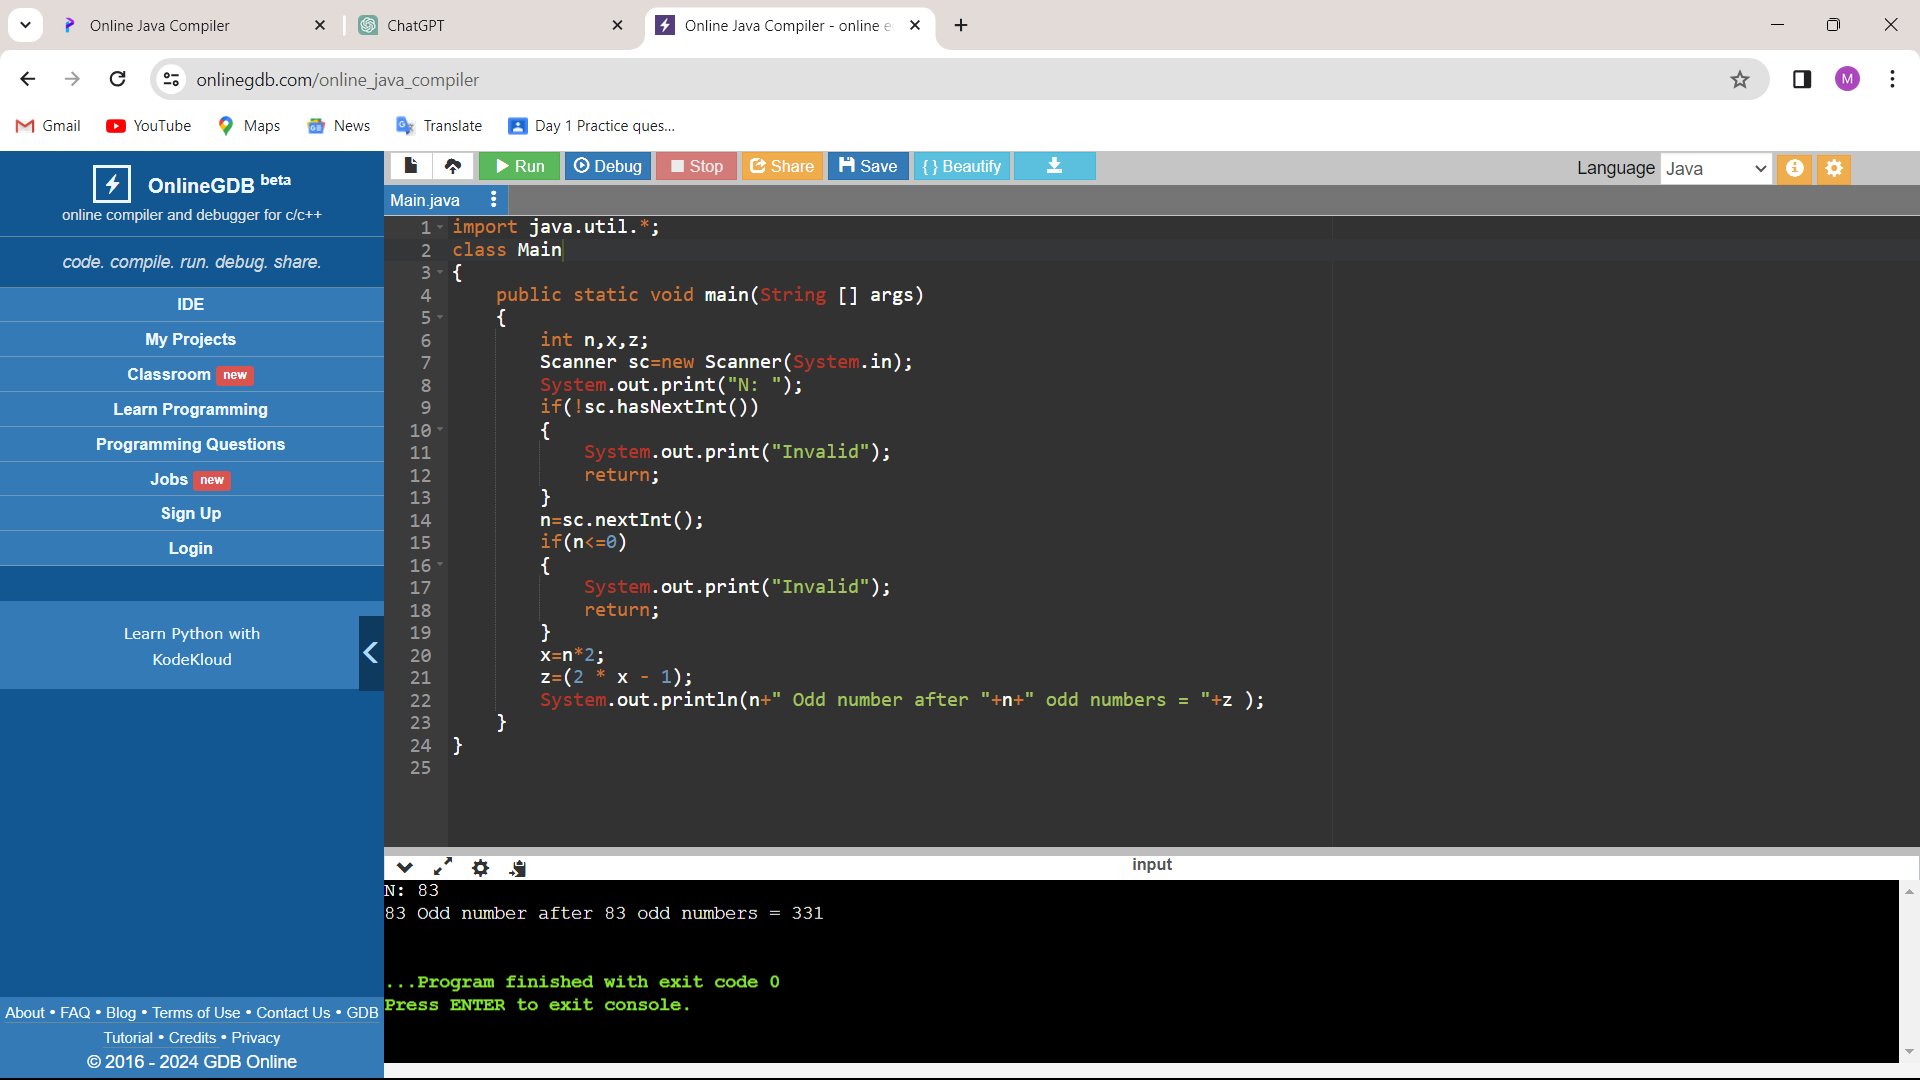 Online Java Compiler
ChatGPT
Online Java Compiler - online e
onlinegdb.com/online_java_compiler
M
Gmail
YouTube
Maps
News
Translate
Day 1 Practice ques...
OnlineGDB beta
online compiler and debugger for c/c++
code. compile. run. debug. share.
IDE
My Projects
Classroom new
Learn Programming
Programming Questions
Jobs new
Sign Up
Login
Learn Python with
KodeKloud
About • FAQ • Blog • Terms of Use • Contact Us • GDB
Tutorial • Credits • Privacy
© 2016 - 2024 GDB Online
Run Debug Stop Share Save { } Beautify
Language Java
Main.java
1 import java.util.*;
2 class Main
3 {
4     public static void main(String [] args)
5     {
6         int n,x,z;
7         Scanner sc=new Scanner(System.in);
8         System.out.print("N: ");
9         if(!sc.hasNextInt())
10         {
11             System.out.print("Invalid");
12             return;
13         }
14         n=sc.nextInt();
15         if(n<=0)
16         {
17             System.out.print("Invalid");
18             return;
19         }
20         x=n*2;
21         z=(2 * x - 1);
22         System.out.println(n+" Odd number after "+n+" odd numbers = "+z );
23     }
24 }
25
input
N: 83
83 Odd number after 83 odd numbers = 331
...Program finished with exit code 0
Press ENTER to exit console.